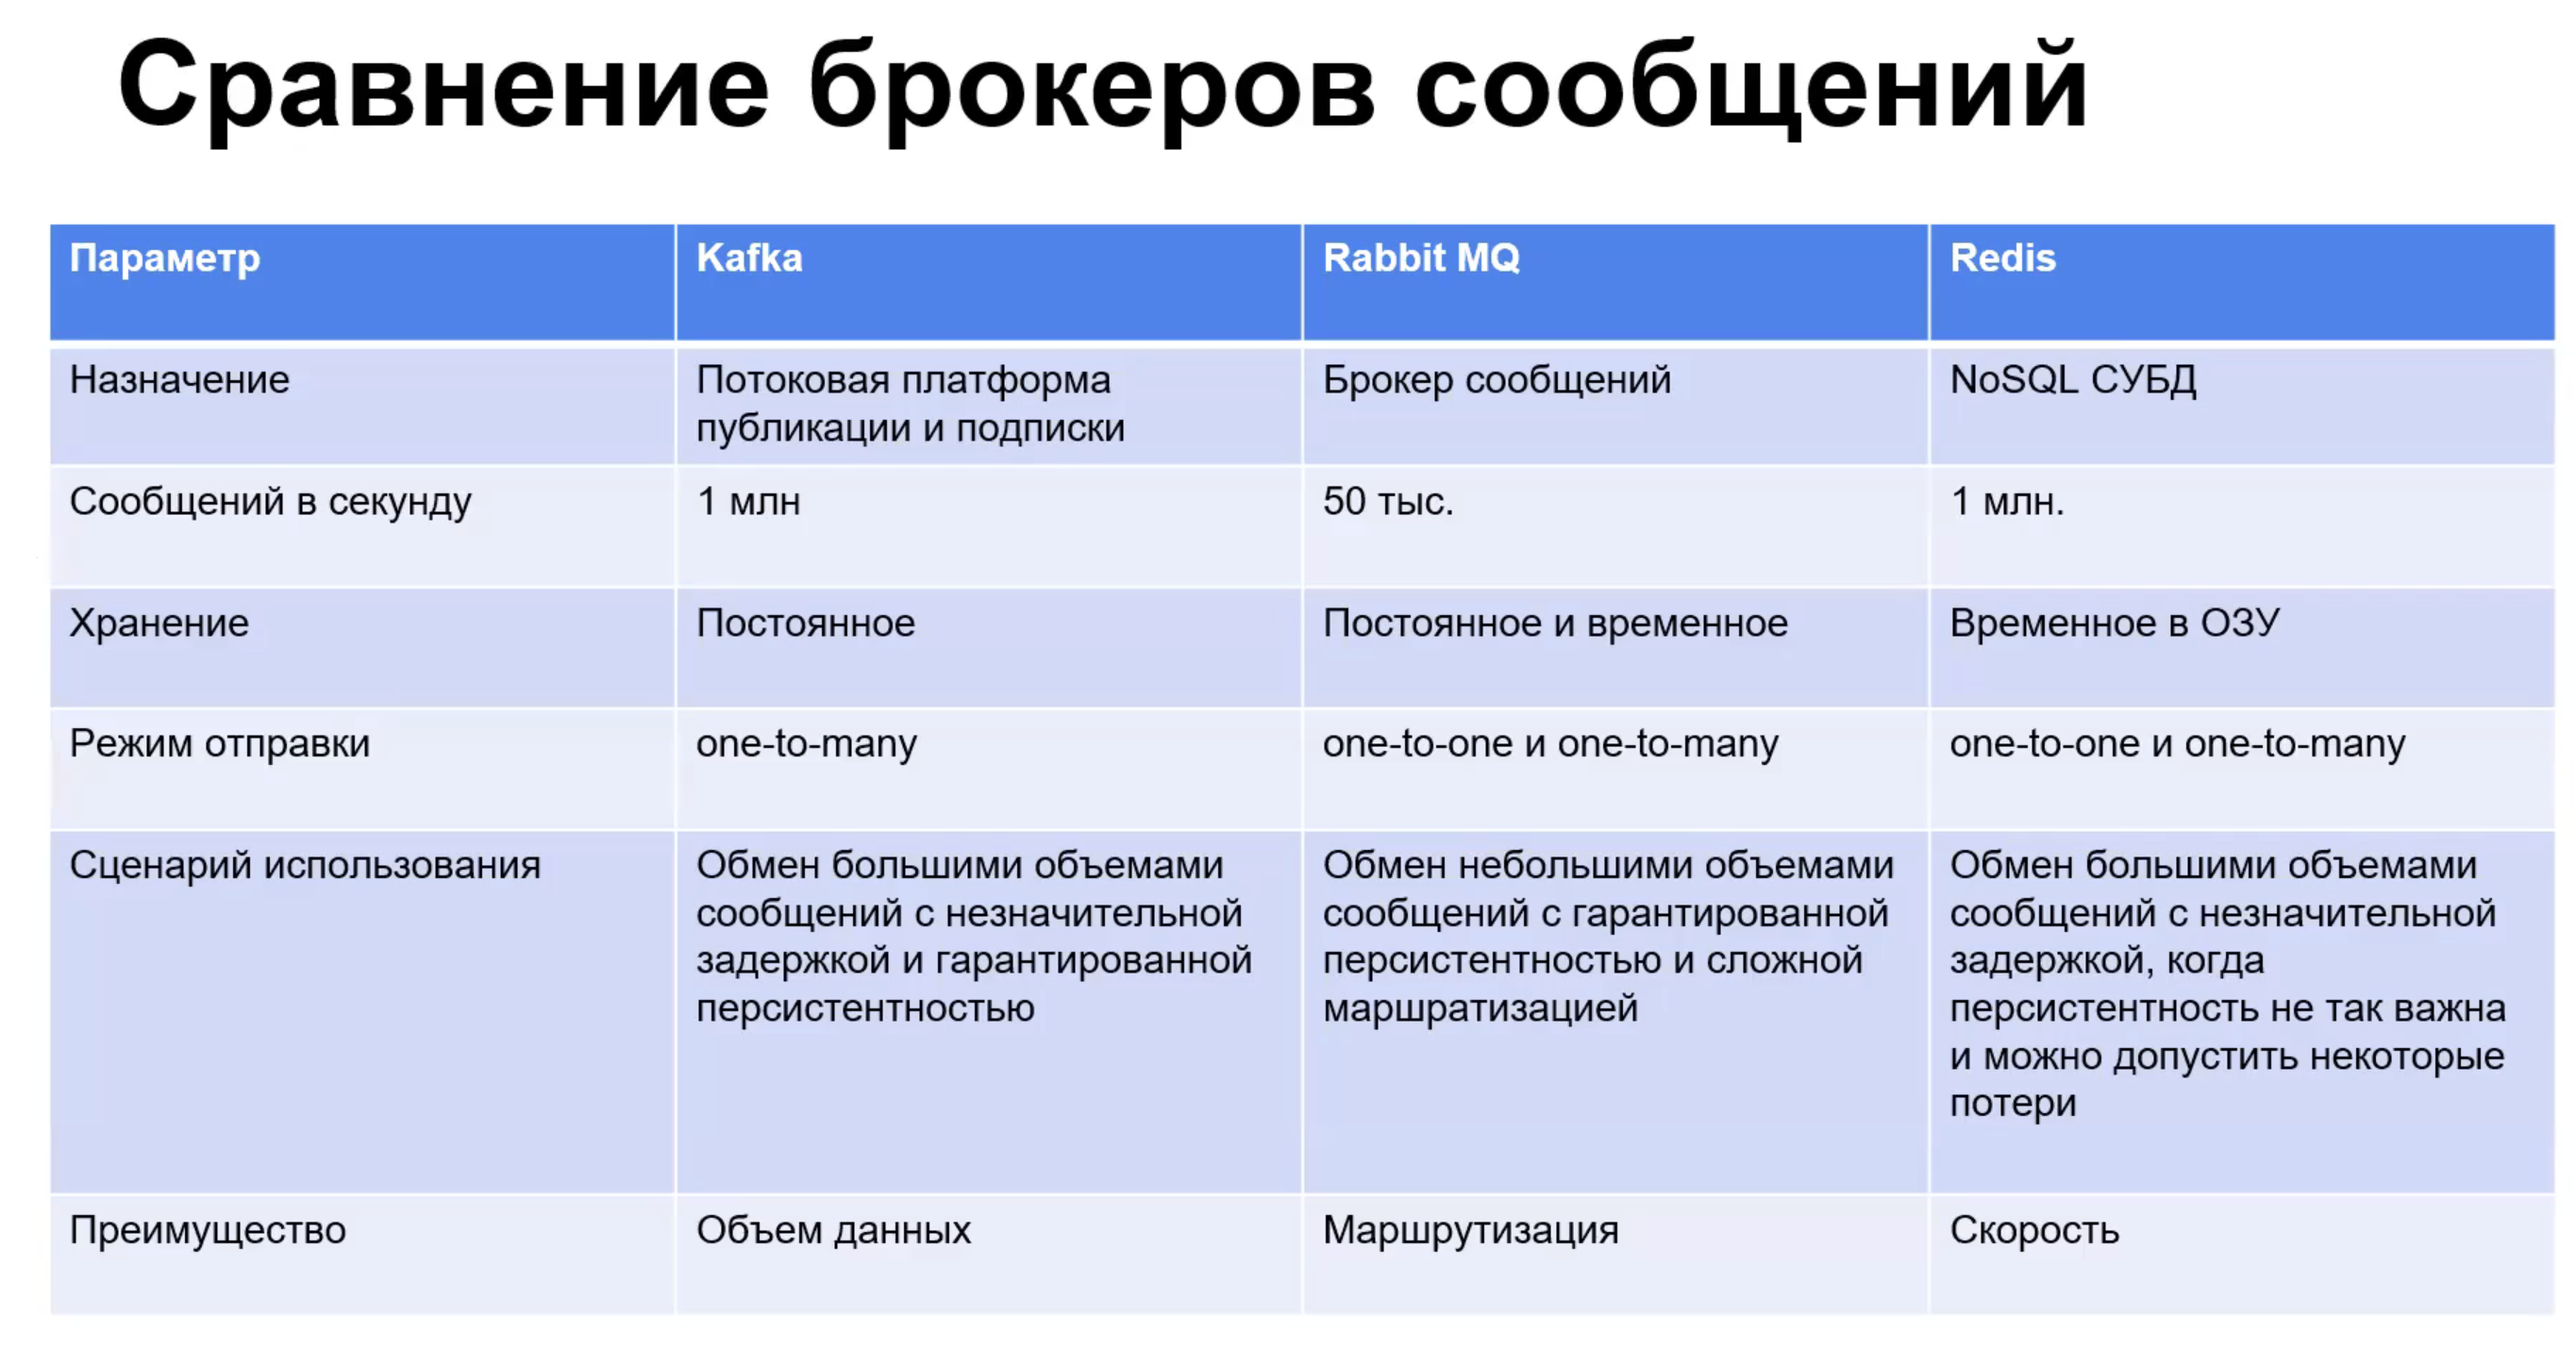 Сравнение брокеров сообщений
Параметр
Kafka
Rabbit MQ
Redis
Назначение
Потоковая платформа
публикации и подписки
Брокер сообщений
NoSQL СУБД
Сообщений в секунду
1 млн
50 тыс.
1 млн.
Хранение
Постоянное
Постоянное и временное
Временное в ОЗУ
Режим отправки
one-to-many
one-to-one и one-to-many
one-to-one и one-to-many
Сценарий использования
Обмен большими объемами
сообщений с незначительной
задержкой и гарантированной
персистентностью
Обмен небольшими объемами
сообщений с гарантированной
персистентностью и сложной
маршратизацией
Обмен большими объемами
сообщений с незначительной
задержкой, когда
персистентность не так важна
и можно допустить некоторые
потери
Преимущество
Объем данных
Маршрутизация
Скорость